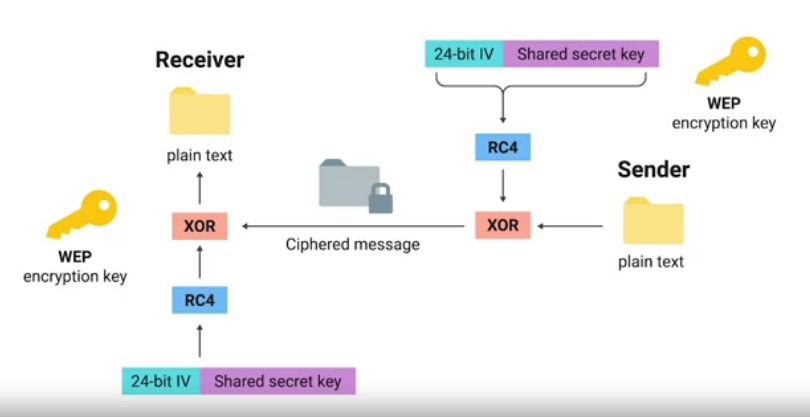 24-bit IV Shared secret key
WEP
encryption key
RC4
Sender
XOR
plain text
Ciphered message
Receiver
plain text
XOR
WEP
encryption key
RC4
24-bit IV Shared secret key